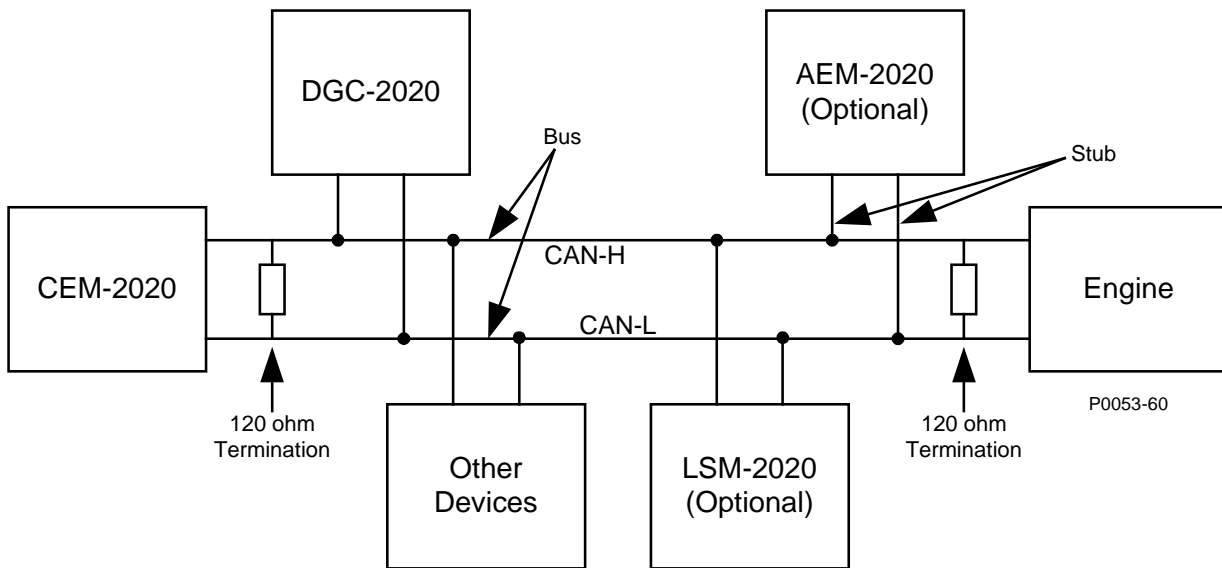 DGC-2020
AEM-2020
(Optional)
Bus
Stub
CAN-H
CEM-2020
Engine
CAN-L
P0053-60
120 ohm
Termination
120 ohm
Termination
Other
Devices
LSM-2020
(Optional)